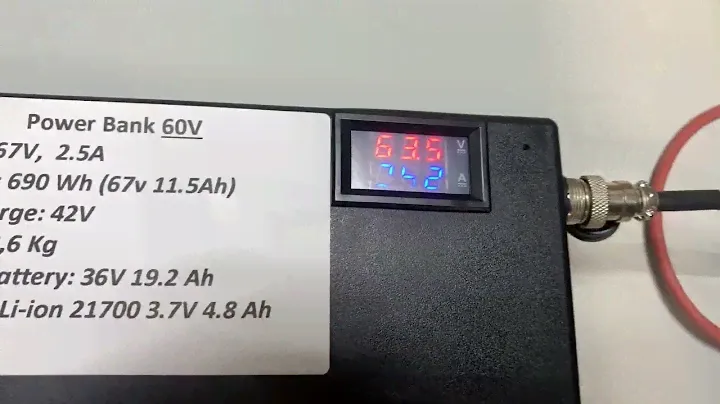 Power Bank 60V
67V, 2.5A
: 690 Wh (67v 11.5Ah)
rge: 42V
,6 Kg
attery: 36V 19.2 Ah
Li-ion 21700 3.7V 4.8 Ah
63.5 V
A